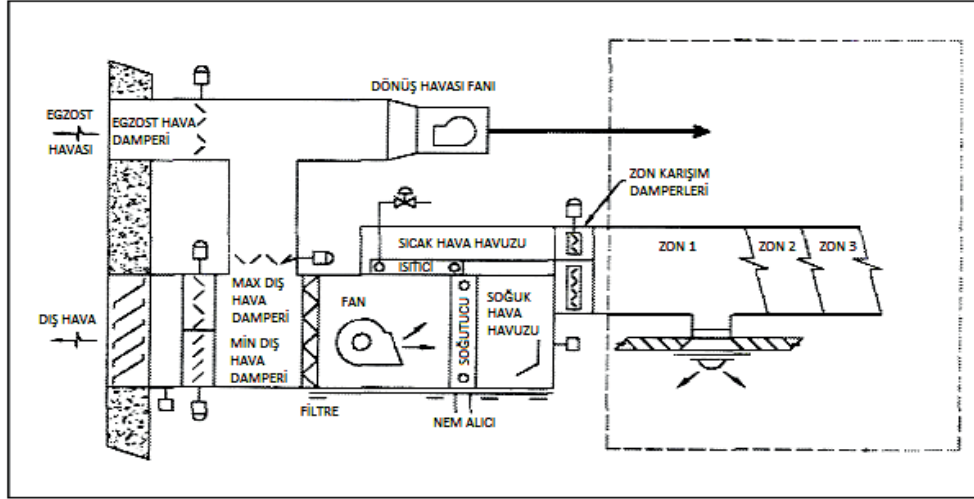 DÖNÜŞ HAVASI FANI
EGZOST
HAVASI
EGZOST HAVA
DAMPERİ
ZON KARIŞIM
DAMPERLERİ
SICAK HAVA HAVUZU
ZON 1
ZON 2
ZON 3
ISITICI
MAX DIŞ
HAVA
DAMPERİ
FAN
SOĞUTUCU
SOĞUK
HAVA
HAVUZU
DIŞ HAVA
MİN DIŞ
HAVA
DAMPERİ
FİLTRE
NEM ALICI